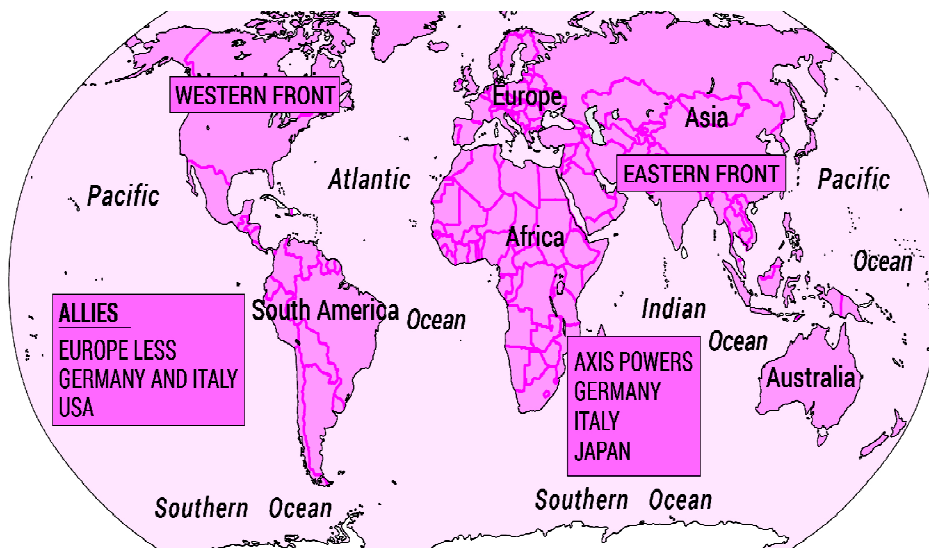 WESTERN FRONT
Europe
Asia
EASTERN FRONT
Pacific
Atlantic
Pacific
Africa
Ocean
South America
Ocean
Indian
Ocean
ALLIES
EUROPE LESS
GERMANY AND ITALY
USA
AXIS POWERS
GERMANY
ITALY
JAPAN
Australia
Southern Ocean
Southern Ocean